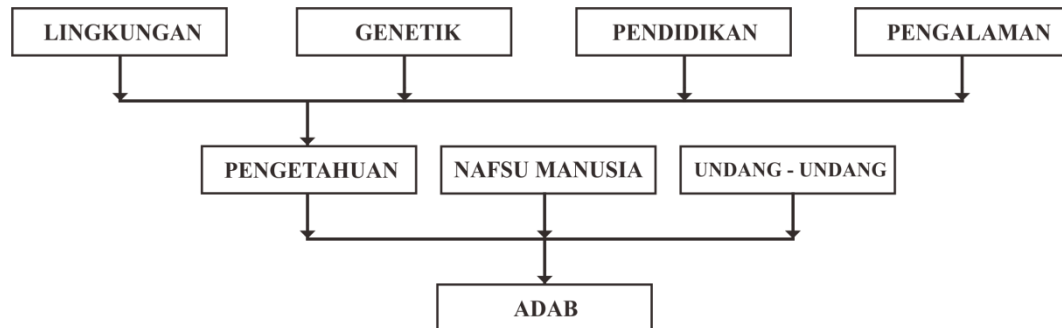 LINGKUNGAN
GENETIK
PENDIDIKAN
PENGALAMAN
PENGETAHUAN
NAFSU MANUSIA
UNDANG - UNDANG
ADAB